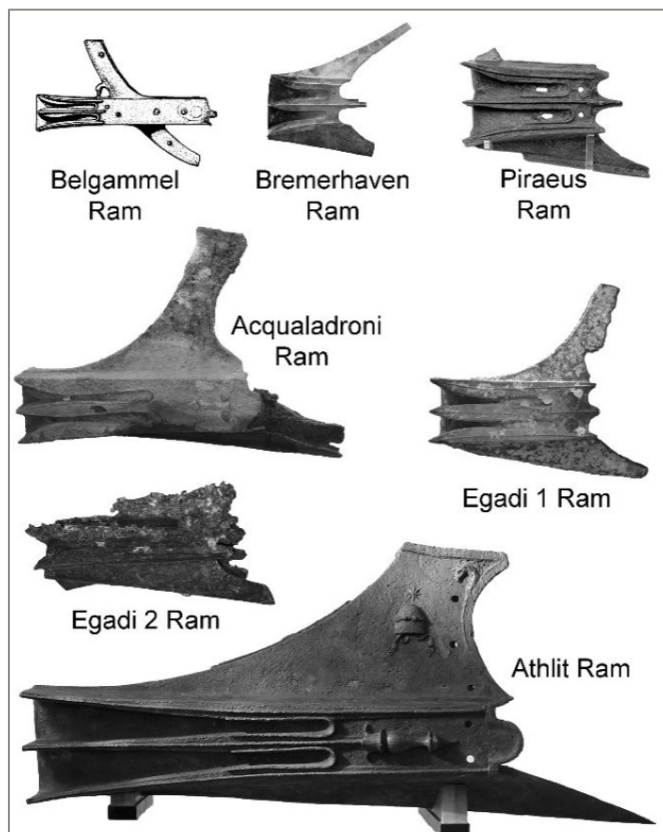 Belgammel
Ram
Bremerhaven
Ram
Piraeus
Ram
Acqualadroni
Ram
Egadi 1 Ram
Egadi 2 Ram
Athlit Ram